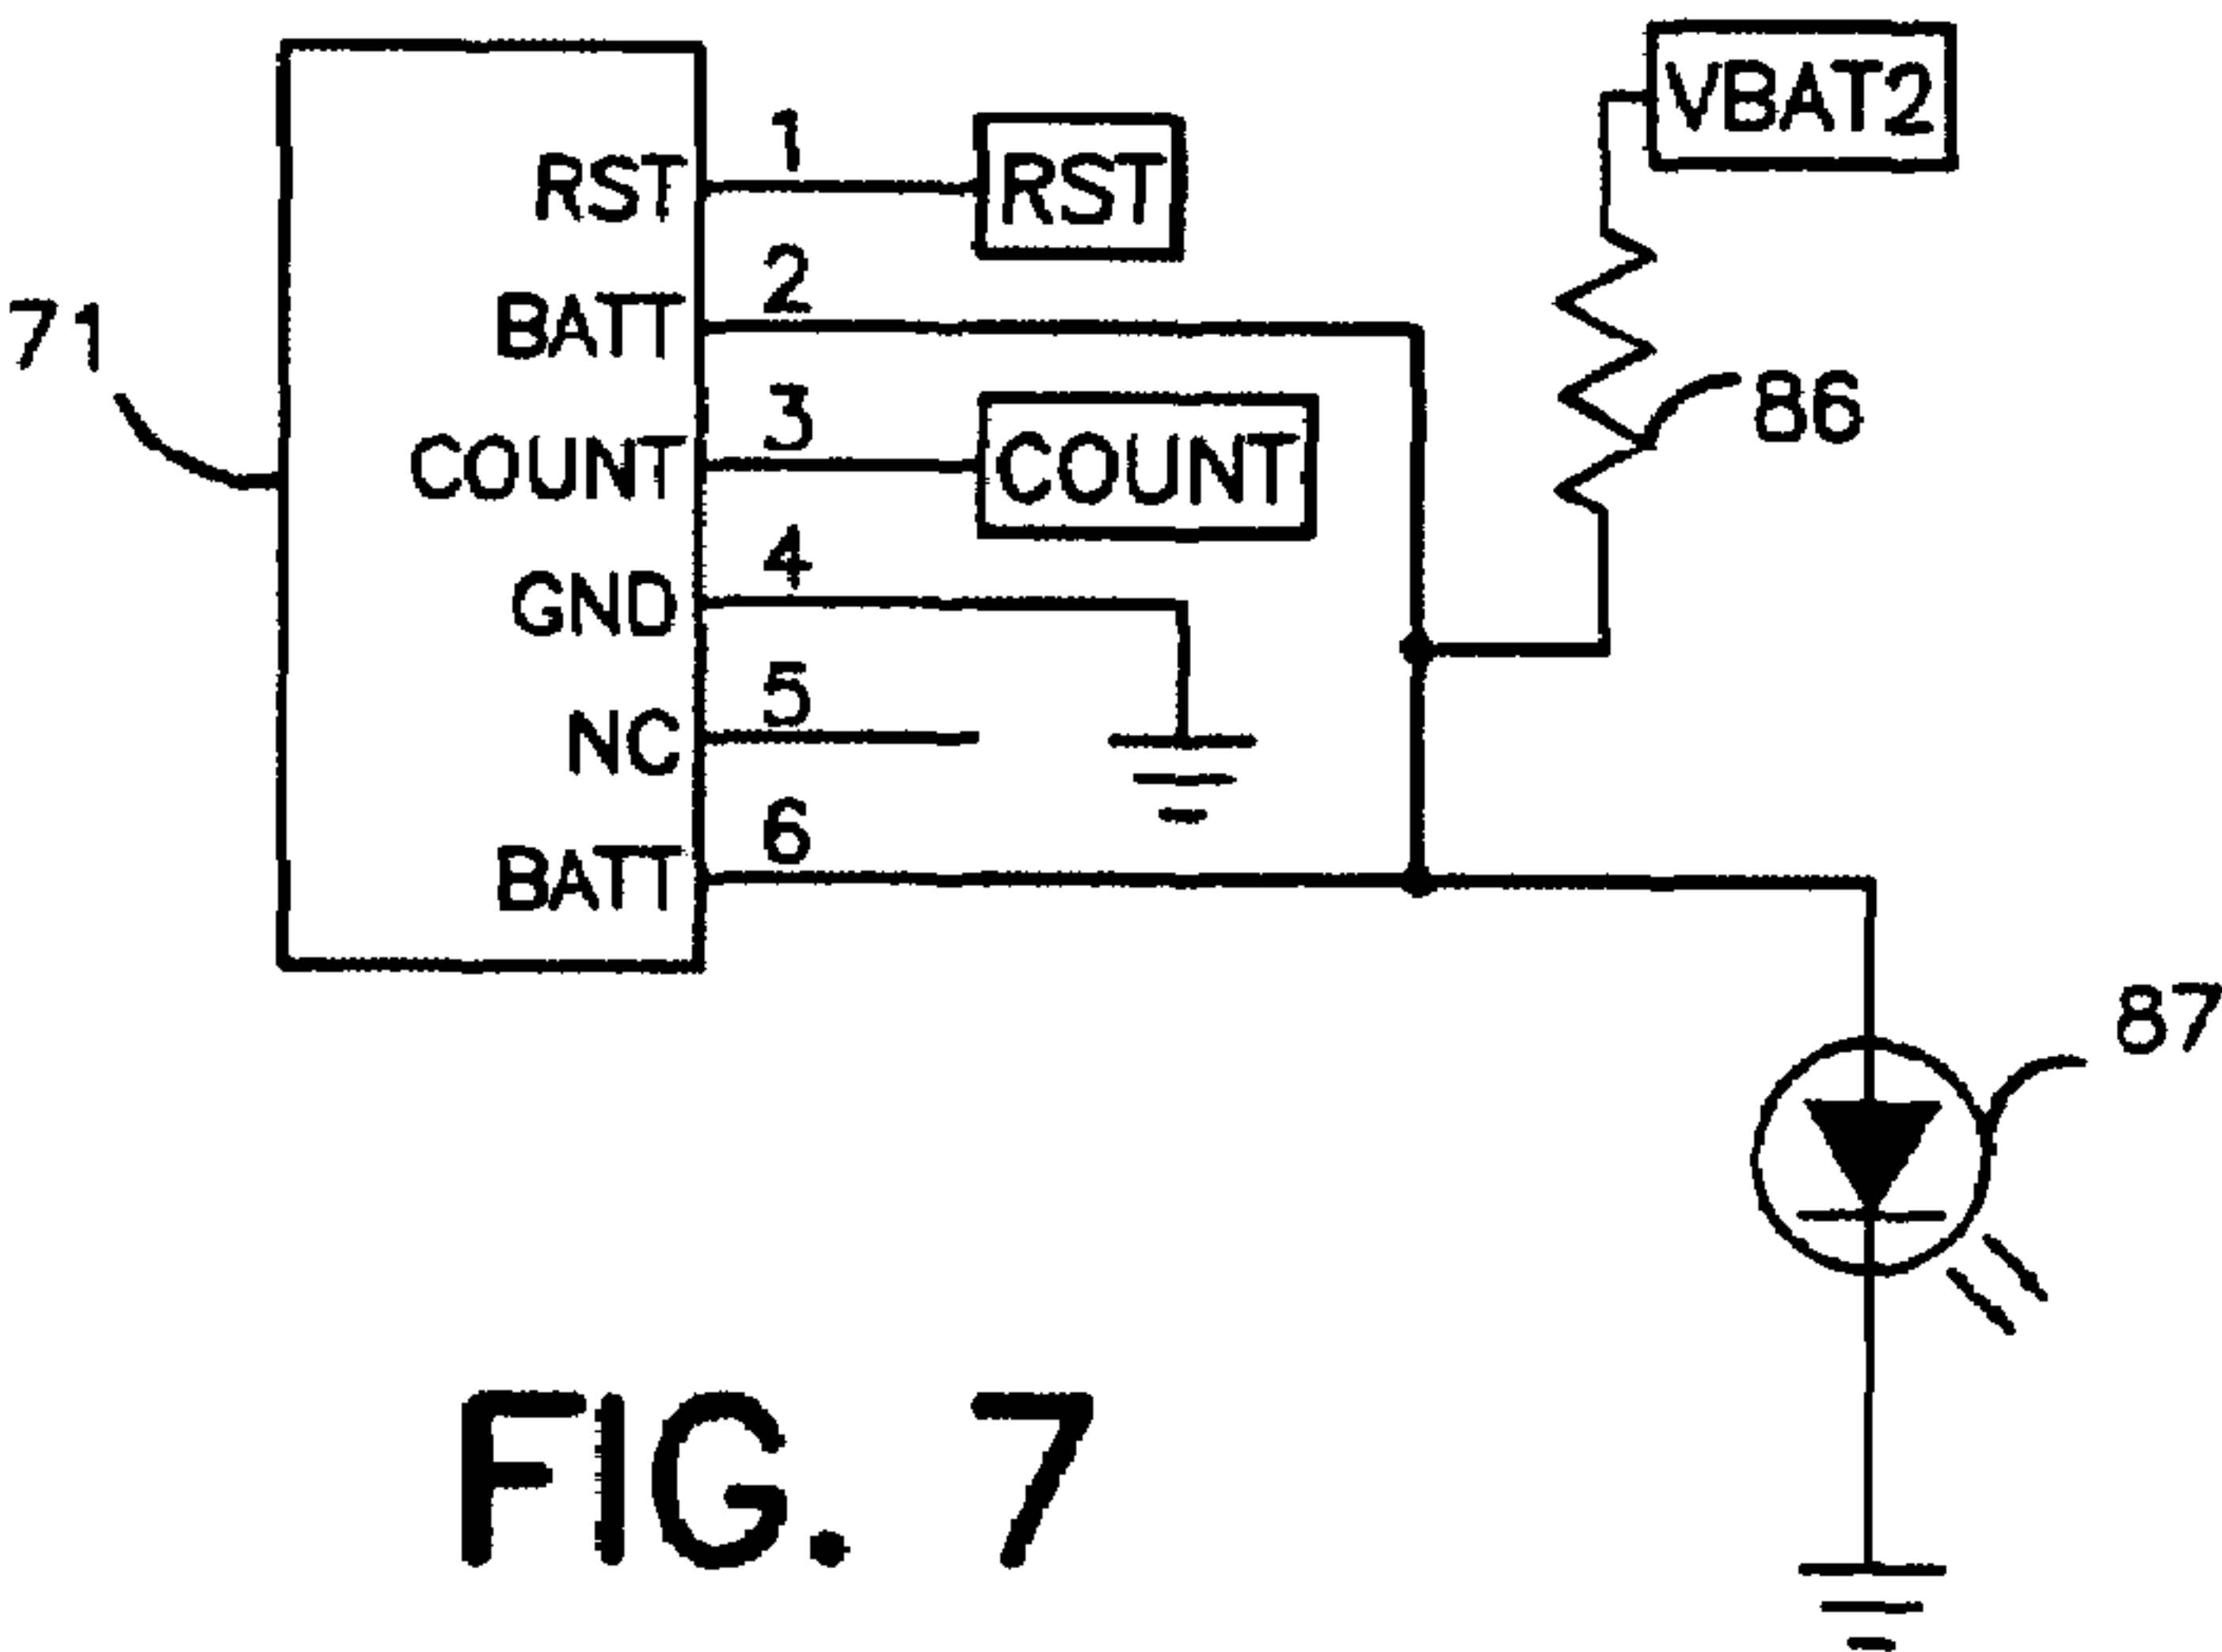 VBAT2
1
RST RST
2
71 BATT
3
86
COUNT COUNT
4
GND
5
NC
6
BATT
87
FIG. 7